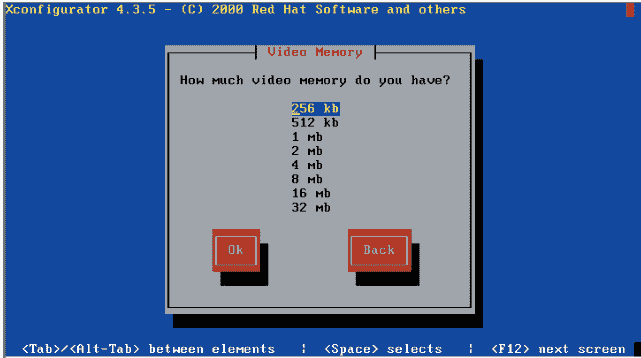 Xconfigurator 4.3.5 - (C) 2000 Red Hat Software and others
Video Memory
How much video memory do you have?
256 kb
512 kb
1 mb
2 mb
4 mb
8 mb
16 mb
32 mb
Ok Back
<Tab>/<Alt-Tab> between elements | <Space> selects | <F12> next screen